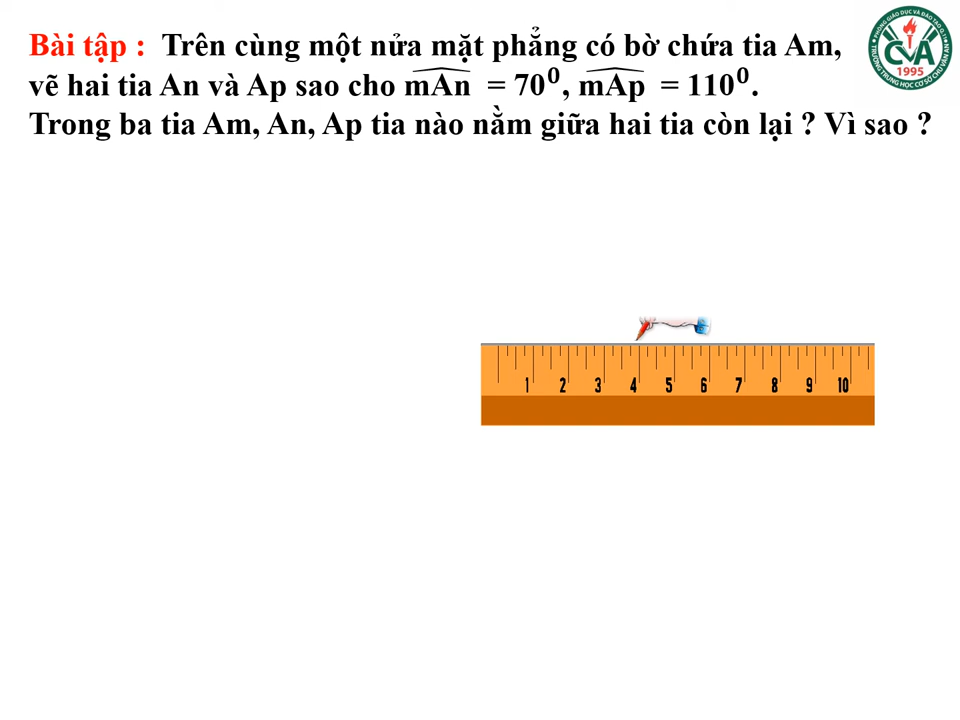 Bài tập : Trên cùng một nửa mặt phẳng có bờ chứa tia Am,
vẽ hai tia An và Ap sao cho mAn = 70⁰, mAp = 110⁰.
Trong ba tia Am, An, Ap tia nào nằm giữa hai tia còn lại ? Vì sao ?
CVA
1995
1 2 3 4 5 6 7 8 9 10